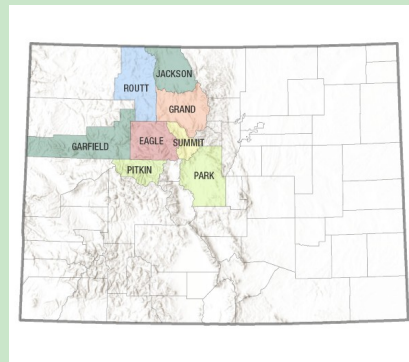 JACKSON
ROUTT
GRAND
EAGLE
SUMMIT
GARFIELD
PITKIN
PARK